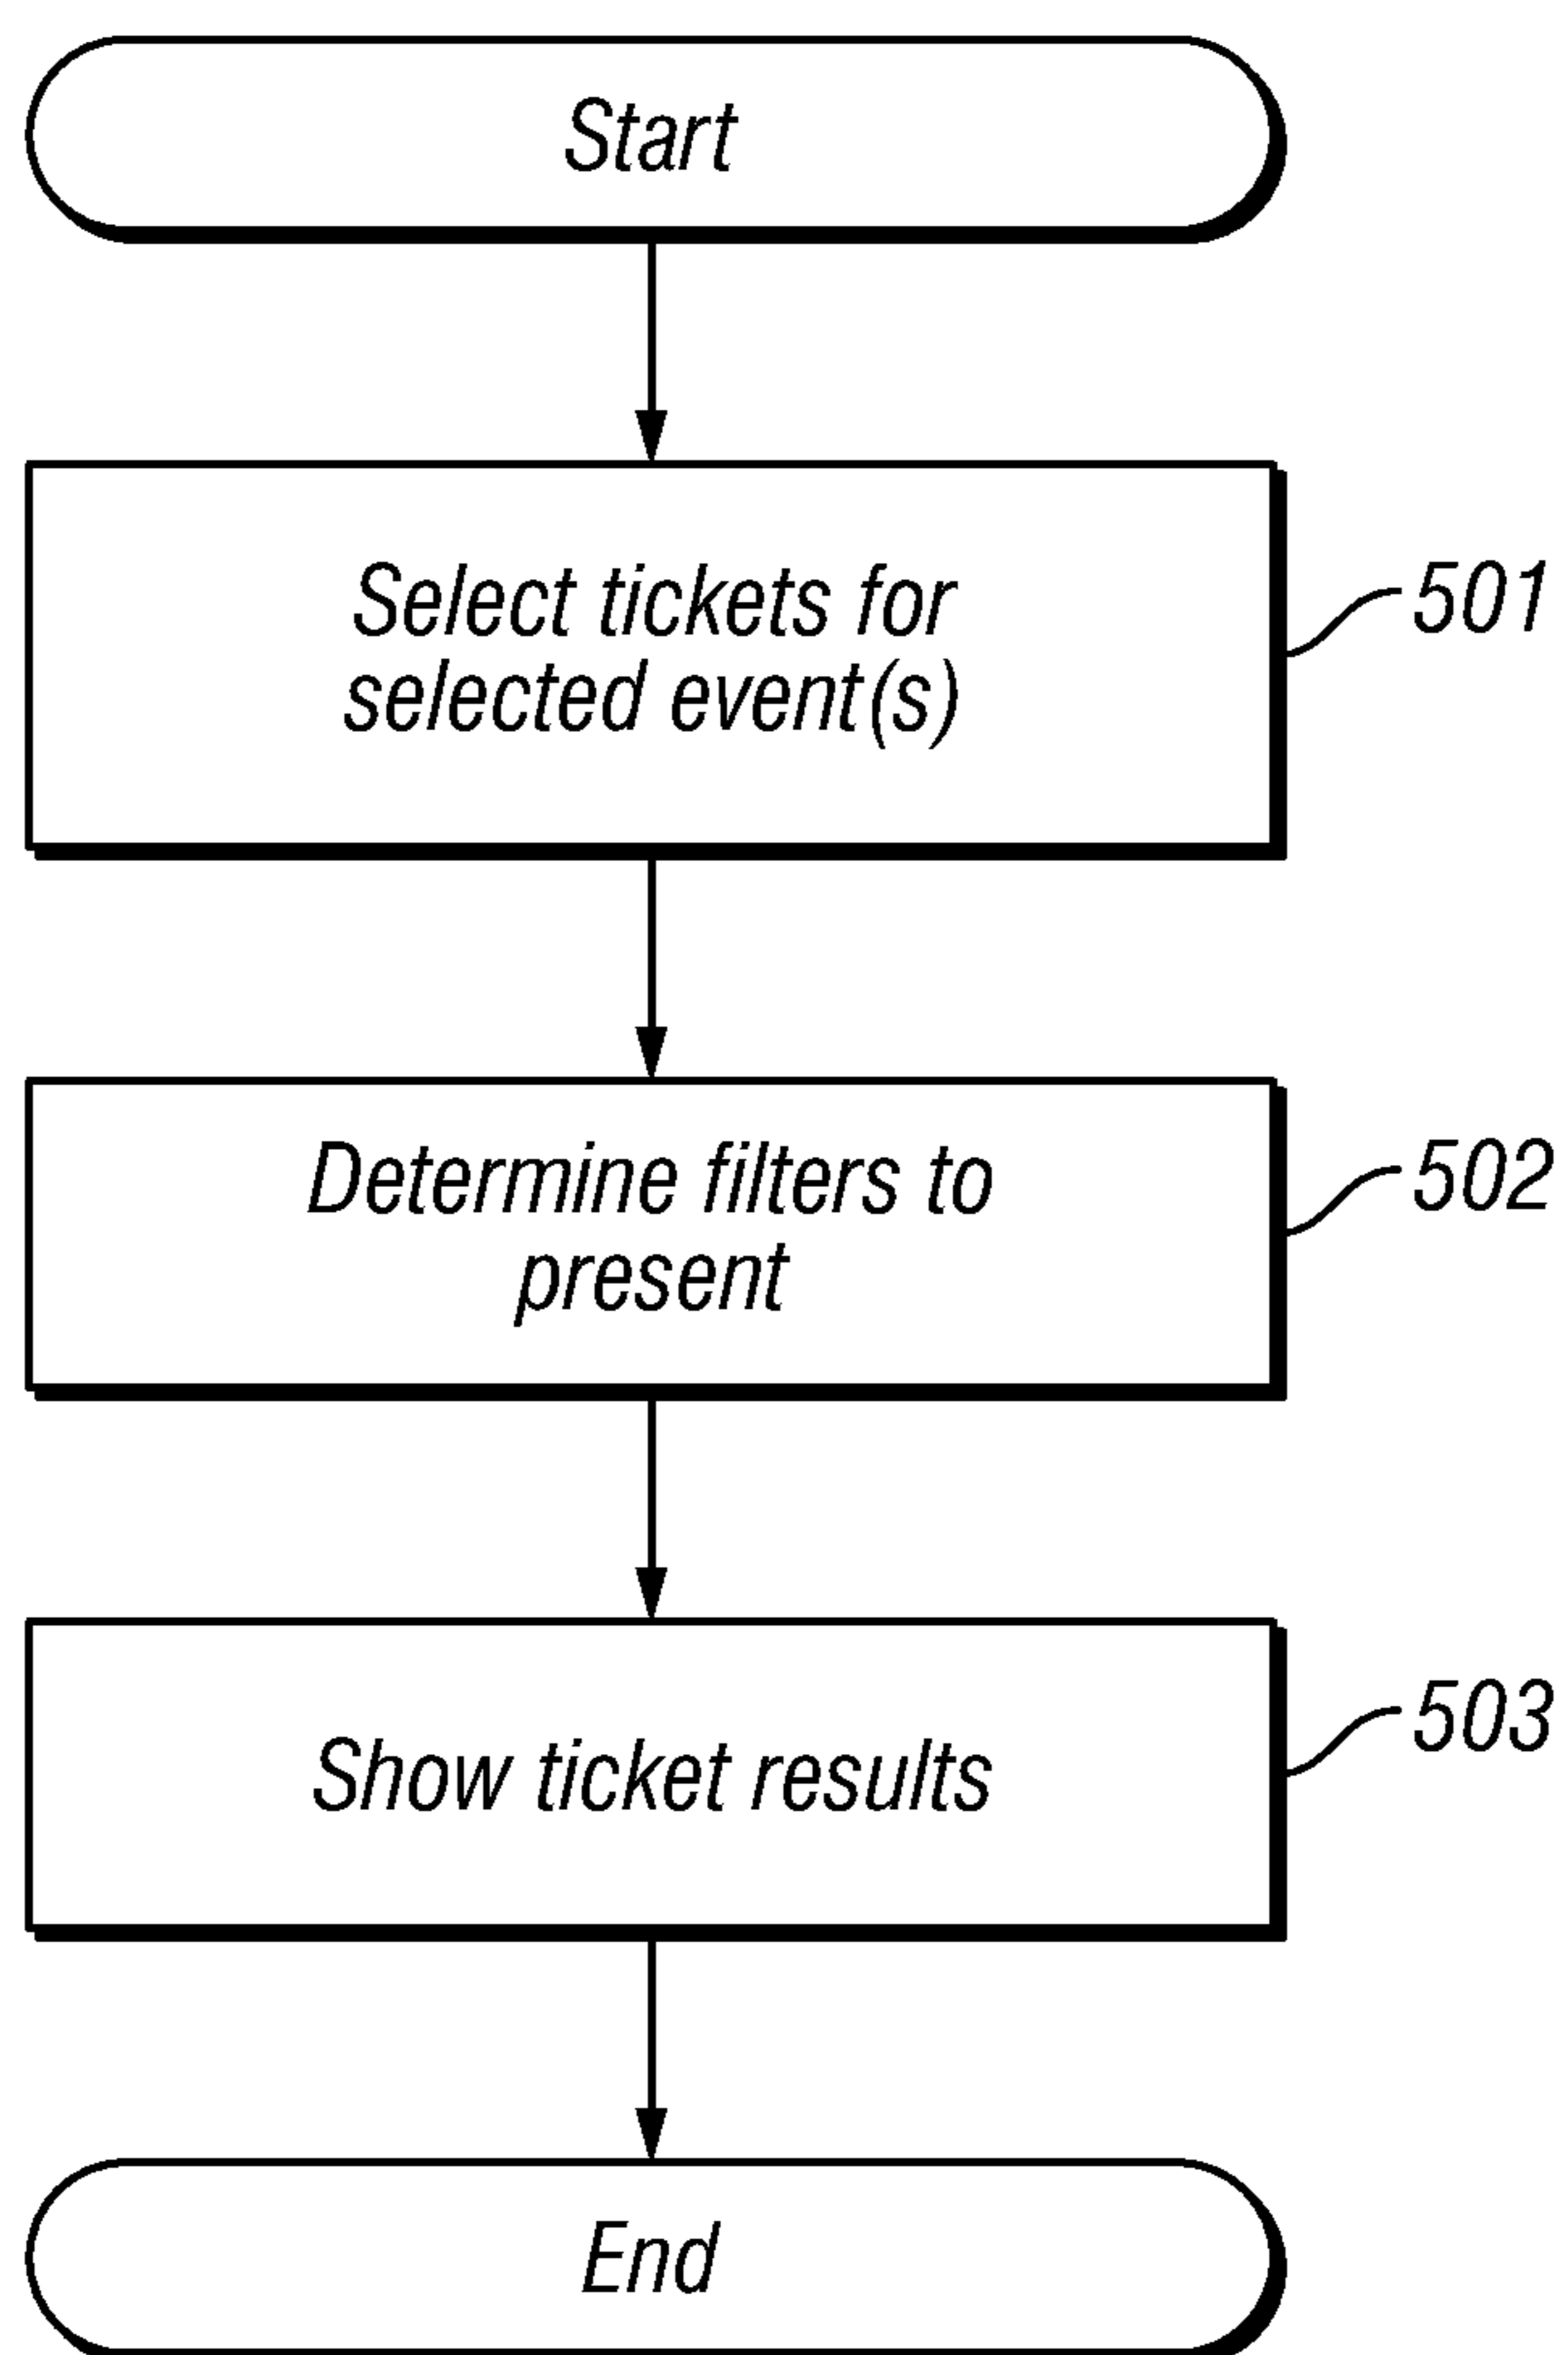 Start
Select tickets for
selected event(s)
501
Determine filters to
present
502
Show ticket results
503
End